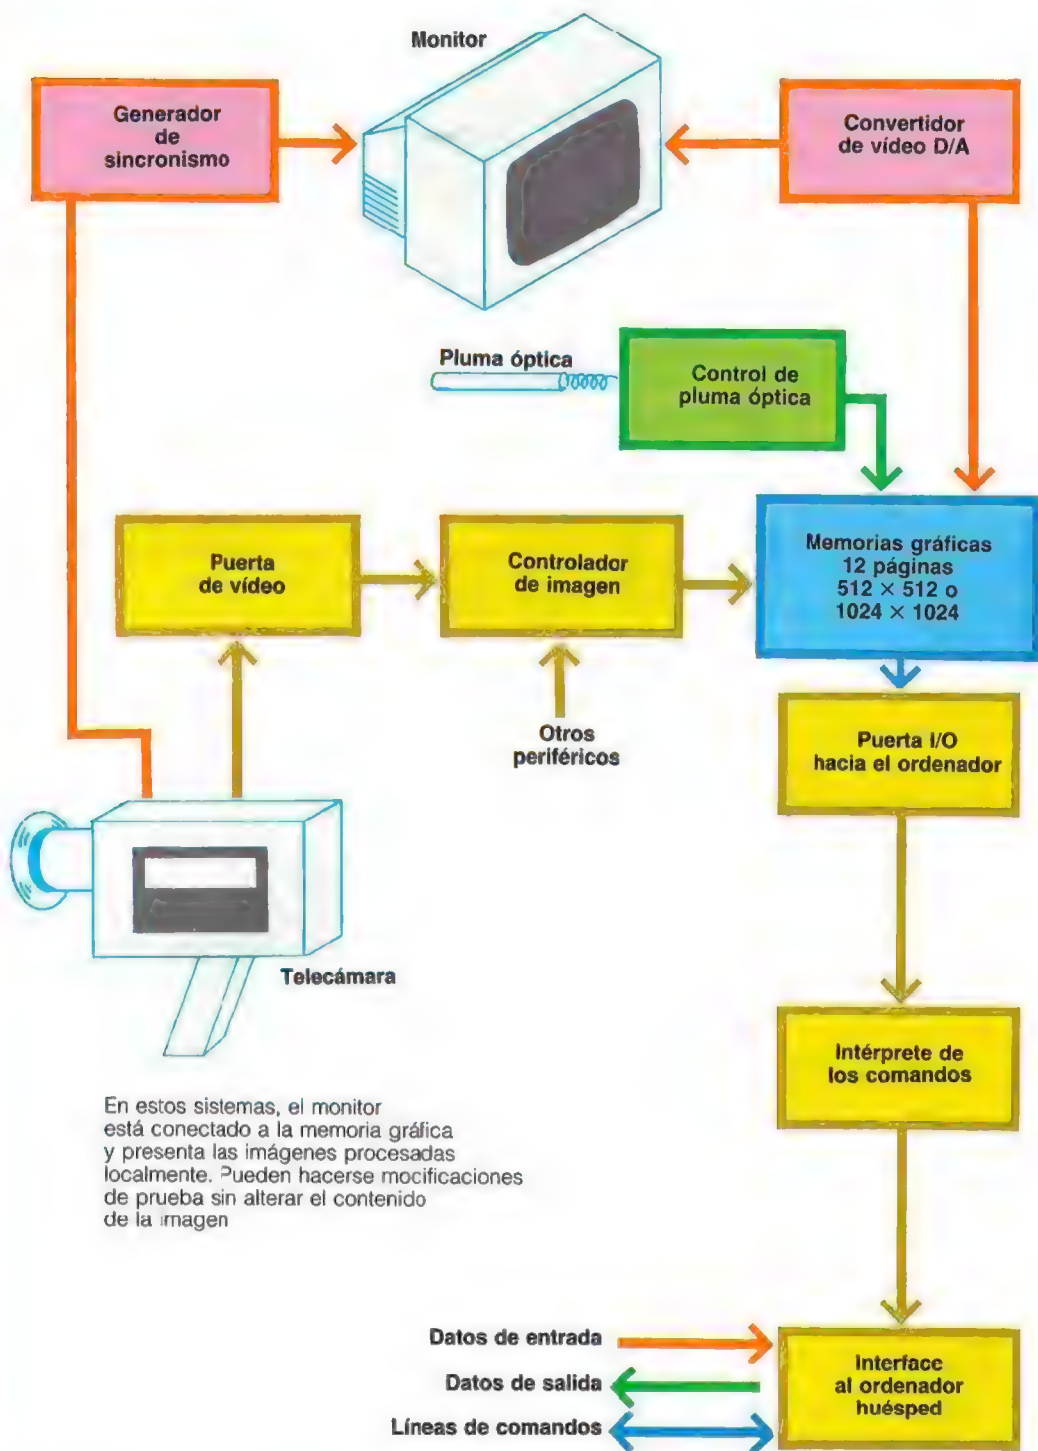 Monitor
Generador
de
sincronismo
Convertidor
de vídeo D/A
Pluma óptica
Control de
pluma óptica
Puerta
de vídeo
Controlador
de imagen
Memorias gráficas
12 páginas
512 × 512 o
1024 × 1024
Otros
periféricos
Puerta I/O
hacia el ordenador
Telecámara
Intérprete de
los comandos
En estos sistemas, el monitor
está conectado a la memoria gráfica
y presenta las imágenes procesadas
localmente. Pueden hacerse mocificaciones
de prueba sin alterar el contenido
de la imagen
Datos de entrada
Datos de salida
Líneas de comandos
Interface
al ordenador
huésped